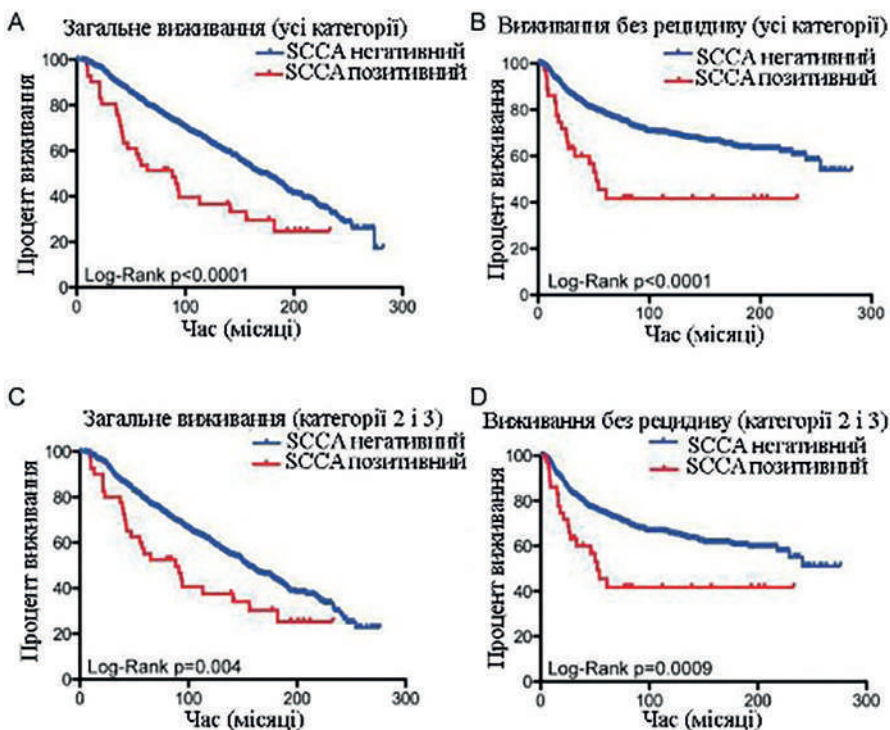 A
Загальне виживання (усі категорії)
SCCA негативний
SCCA позитивний
Процент виживання
100
80
60
40
20
0
Log-Rank p<0.0001
0
100
200
300
Час (місяці)
B
Виживання без рецидиву (усі категорії)
SCCA негативний
SCCA позитивний
Процент виживання
100
80
60
40
20
0
Log-Rank p<0.0001
0
100
200
300
Час (місяці)
C
Загальне виживання (категорії 2 і 3)
SCCA негативний
SCCA позитивний
Процент виживання
100
80
60
40
20
0
Log-Rank p=0.004
0
100
200
300
Час (місяці)
D
Виживання без рецидиву (категорії 2 і 3)
SCCA негативний
SCCA позитивний
Процент виживання
100
80
60
40
20
0
Log-Rank p=0.0009
0
100
200
300
Час (місяці)